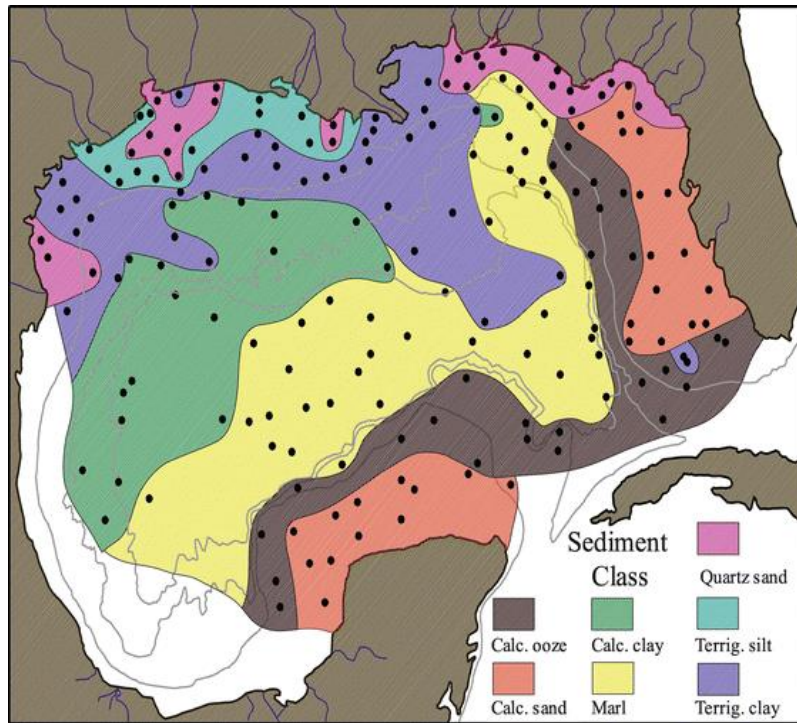 Sediment
Class
Quartz sand
Calc. ooze
Calc. clay
Terrig. silt
Calc. sand
Marl
Terrig. clay